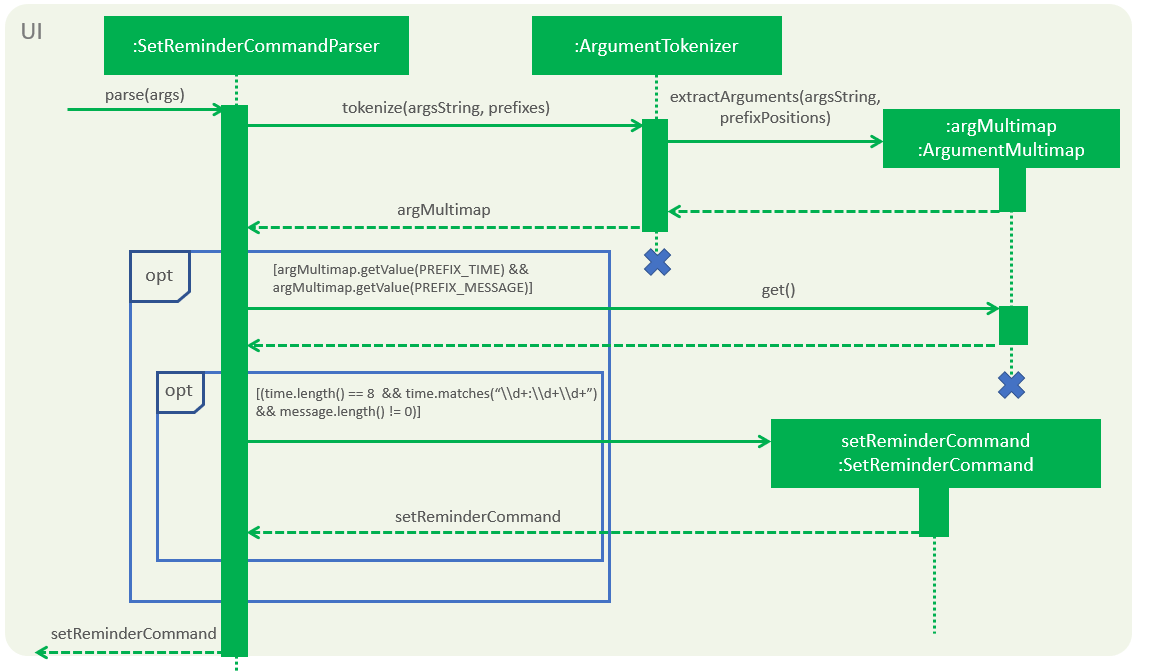 UI
:SetReminderCommandParser
:ArgumentTokenizer
parse(args)
tokenize(argsString, prefixes)
extractArguments(argsString,
prefixPositions)
:argMultimap
:ArgumentMultimap
argMultimap
opt
[argMultimap.getValue(PREFIX_TIME) &&
argMultimap.getValue(PREFIX_MESSAGE)]
get()
opt
[(time.length() == 8 && time.matches(“\\d+:\\d+\\d+”)
&& message.length() != 0)]
setReminderCommand
:SetReminderCommand
setReminderCommand
setReminderCommand